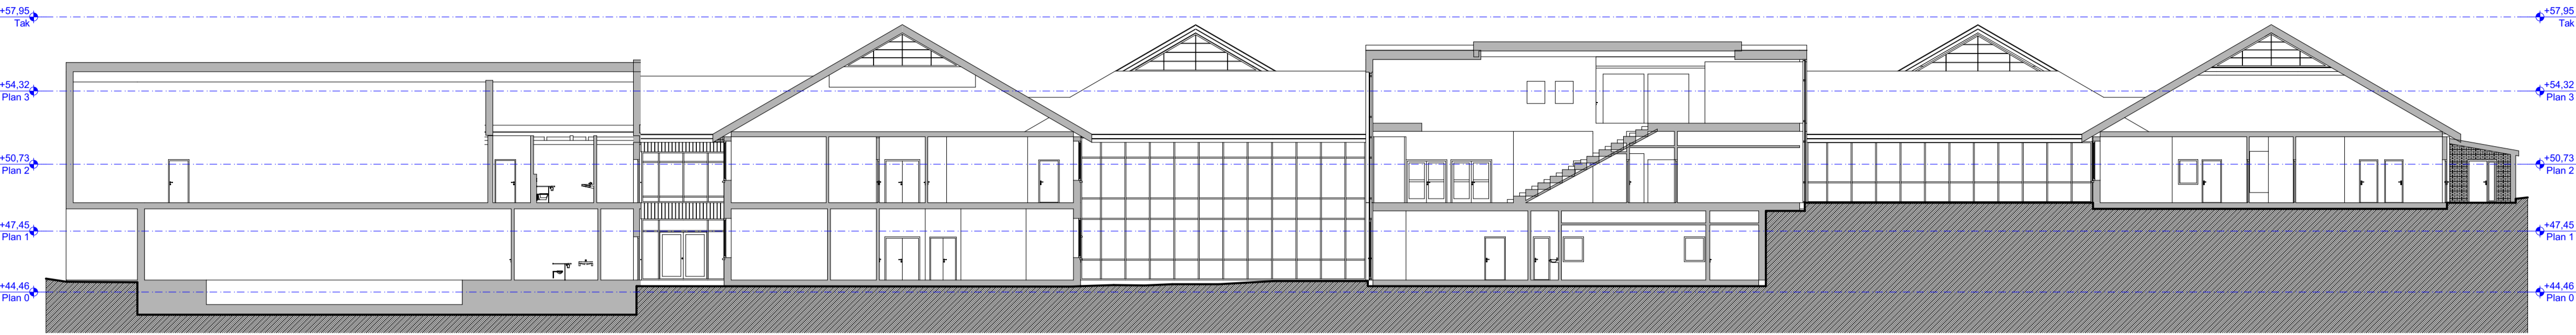 +57,95
Tak
+57,95
Tak
+54,32
Plan 3
+54,32
Plan 3
+50,73
Plan 2
+50,73
Plan 2
+47,45
Plan 1
+47,45
Plan 1
+44,46
Plan 0
+44,46
Plan 0